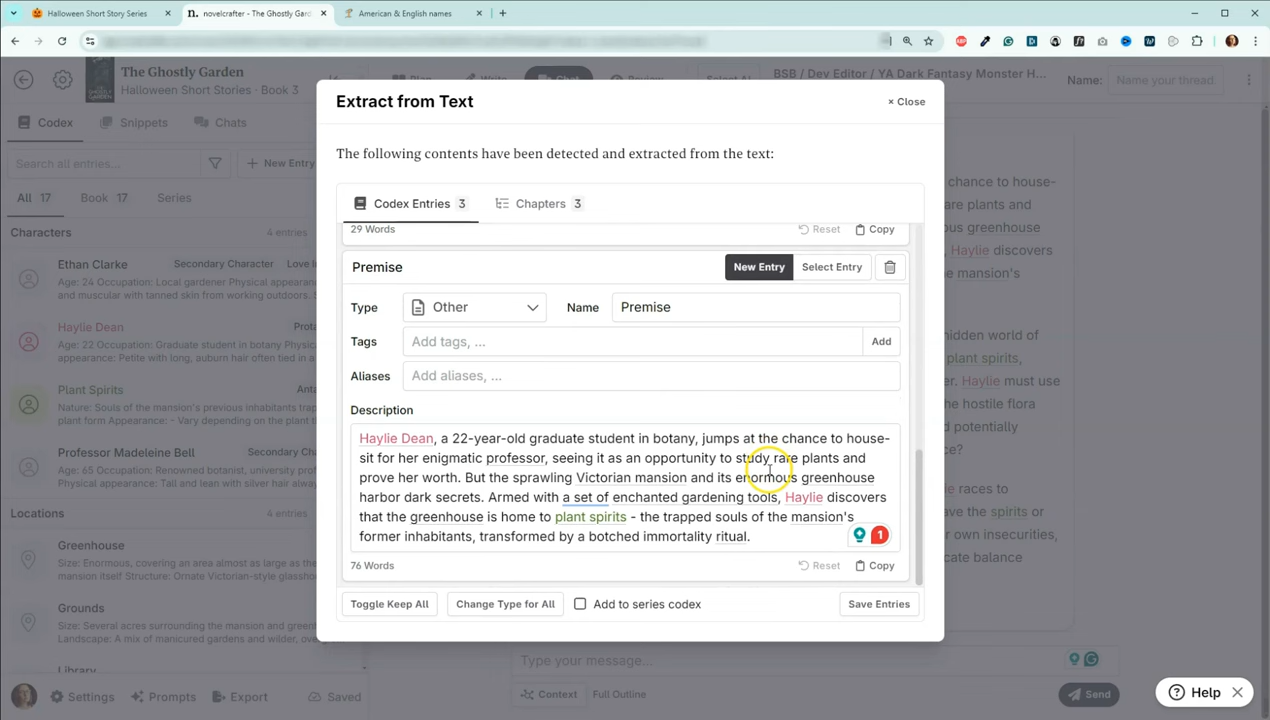 Halloween Short Story Series
n. novelcrafter - The Ghostly Gard
American & English names
The Ghostly Garden
Halloween Short Stories · Book 3
Plan
Write
Chat
Review
Select All
BSB / Dev Editor / YA Dark Fantasy Monster H...
Name:
Name your thread
Codex
Snippets
Chats
Search all entries...
New Entry
All 17
Book 17
Series
Characters
4 entries
Ethan Clarke
Secondary Character
Love In
Age: 24 Occupation: Local gardener Physical appearan
and muscular with tanned skin from working outdoors.
Haylie Dean
Prota
Age: 22 Occupation: Graduate student in botany Physi
appearance: Petite with long, auburn hair often tied in a
Plant Spirits
Anta
Nature: Souls of the mansion's previous inhabitants trap
plant form Appearance: - Vary depending on the plant t
Professor Madeleine Bell
Secondary C
Age: 65 Occupation: Renowned botanist, university prof
appearance: Tall and lean with silver hair alway
Locations
4 entries
Greenhouse
Size: Enormous, covering an area almost as large as the
mansion itself Structure: Ornate Victorian-style glasshou
Grounds
Size: Several acres surrounding the mansion and green
Landscape: A mix of manicured gardens and wilder, ove
Library
Settings
Prompts
Export
Saved
Extract from Text
× Close
The following contents have been detected and extracted from the text:
Codex Entries 3
Chapters 3
29 Words
Reset
Copy
Premise
New Entry
Select Entry
Type
Other
Name
Premise
Tags
Add tags, ...
Add
Aliases
Add aliases, ...
Description
Haylie Dean, a 22-year-old graduate student in botany, jumps at the chance to house-
sit for her enigmatic professor, seeing it as an opportunity to study rare plants and
prove her worth. But the sprawling Victorian mansion and its enormous greenhouse
harbor dark secrets. Armed with a set of enchanted gardening tools, Haylie discovers
that the greenhouse is home to plant spirits - the trapped souls of the mansion's
former inhabitants, transformed by a botched immortality ritual.
1
76 Words
Reset
Copy
Toggle Keep All
Change Type for All
Add to series codex
Save Entries
chance to house-
are plants and
ous greenhouse
Haylie discovers
e mansion's
hidden world of
plant spirits,
er. Haylie must use
the hostile flora
d potentially
nce?
ie races to
ave the spirits or
own insecurities,
cate balance
Type your message...
Context
Full Outline
Send
Help